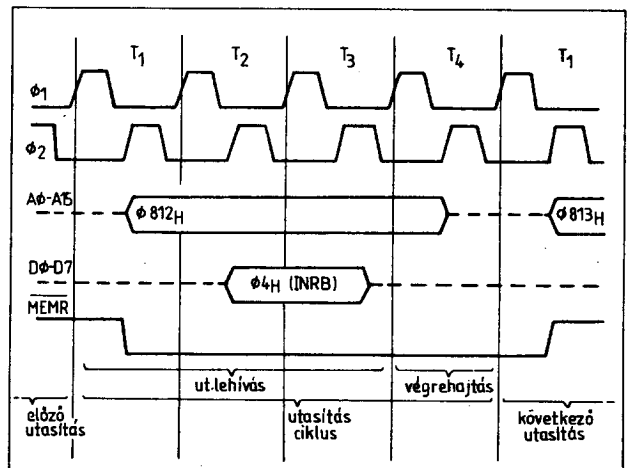 T1 T2 T3 T4 T1
φ1
φ2
Aφ-A15 φ812H φ813H
Dφ-D7 φ4H (INRB)
MEMR
ut.lehívás végrehajtás
előző utasítás utasítás ciklus következő utasítás